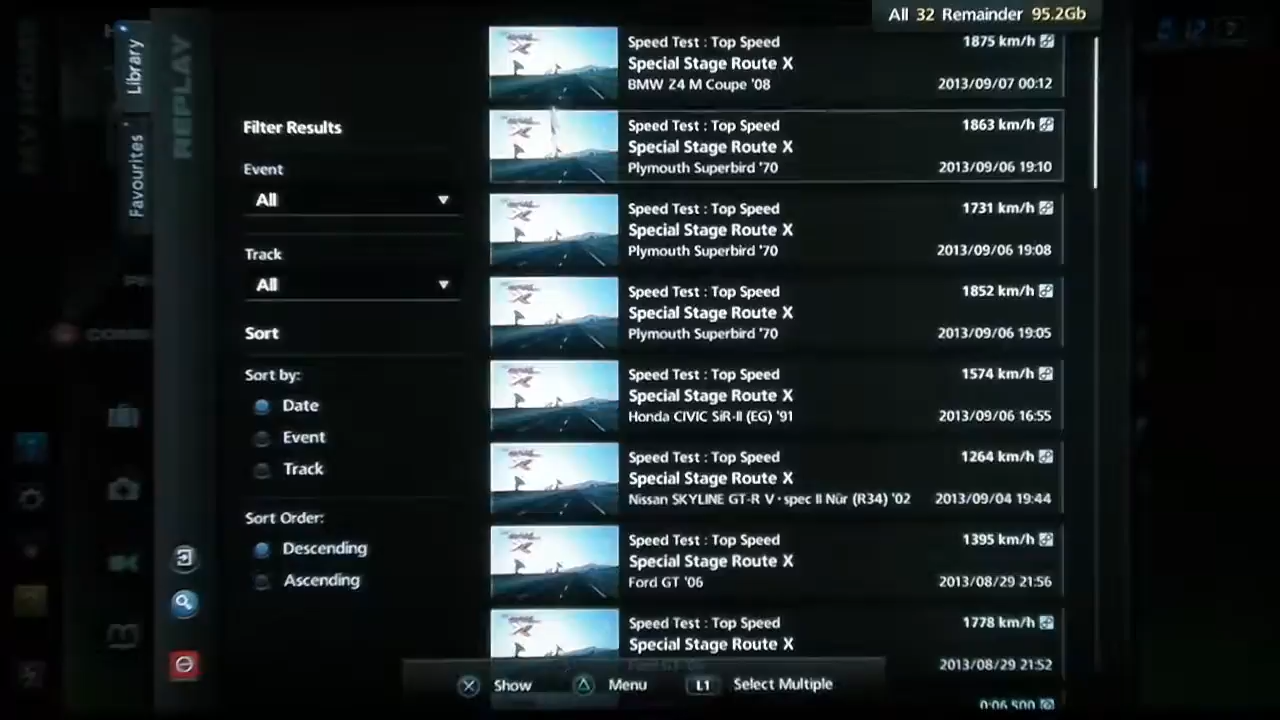 All 32 Remainder 95.2Gb
Library
Favourites
REPLAY
Filter Results
Event
All
Track
All
Sort
Sort by:
Date
Event
Track
Sort Order:
Descending
Ascending
Speed Test : Top Speed 1875 km/h
Special Stage Route X
BMW Z4 M Coupe '08 2013/09/07 00:12
Speed Test : Top Speed 1863 km/h
Special Stage Route X
Plymouth Superbird '70 2013/09/06 19:10
Speed Test : Top Speed 1731 km/h
Special Stage Route X
Plymouth Superbird '70 2013/09/06 19:08
Speed Test : Top Speed 1852 km/h
Special Stage Route X
Plymouth Superbird '70 2013/09/06 19:05
Speed Test : Top Speed 1574 km/h
Special Stage Route X
Honda CIVIC SiR-II (EG) '91 2013/09/06 16:55
Speed Test : Top Speed 1264 km/h
Special Stage Route X
Nissan SKYLINE GT-R V・spec II Nür (R34) '02 2013/09/04 19:44
Speed Test : Top Speed 1395 km/h
Special Stage Route X
Ford GT '06 2013/08/29 21:56
Speed Test : Top Speed 1778 km/h
Special Stage Route X
2013/08/29 21:52
Show
Menu
L1 Select Multiple